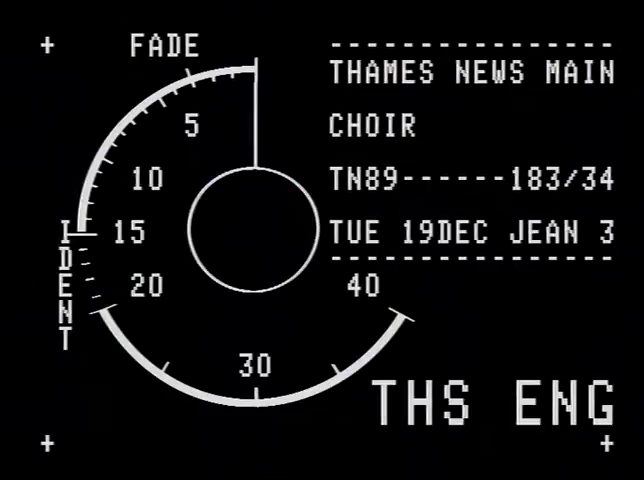 FADE
THAMES NEWS MAIN
5
CHOIR
10
TN89------183/34
15
TUE 19DEC JEAN 3
IDENT
20
40
30
THS ENG